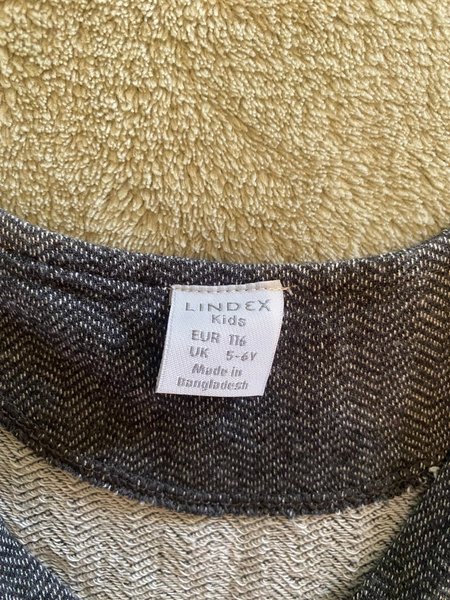 LINDEX
Kids
EUR 116
UK 5-6Y
Made in
Bangladesh